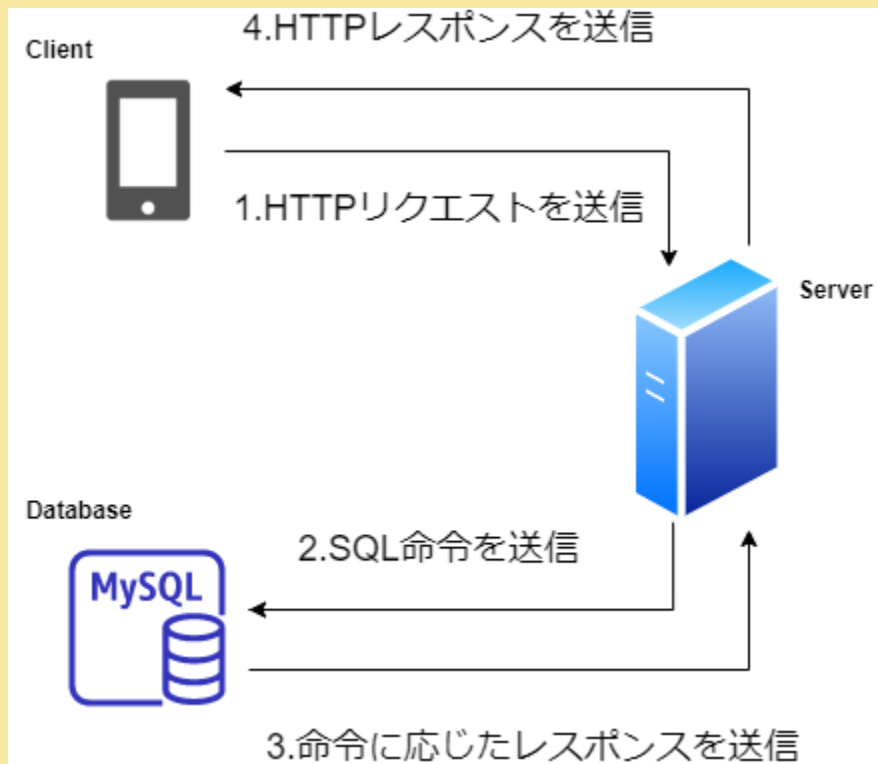 4.HTTPレスポンスを送信
Client
1.HTTPリクエストを送信
Server
Database
2.SQL命令を送信
MySQL
3.命令に応じたレスポンスを送信